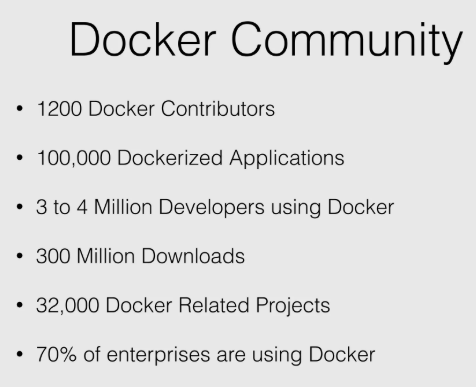 Docker Community
• 1200 Docker Contributors
• 100,000 Dockerized Applications
• 3 to 4 Million Developers using Docker
• 300 Million Downloads
• 32,000 Docker Related Projects
• 70% of enterprises are using Docker